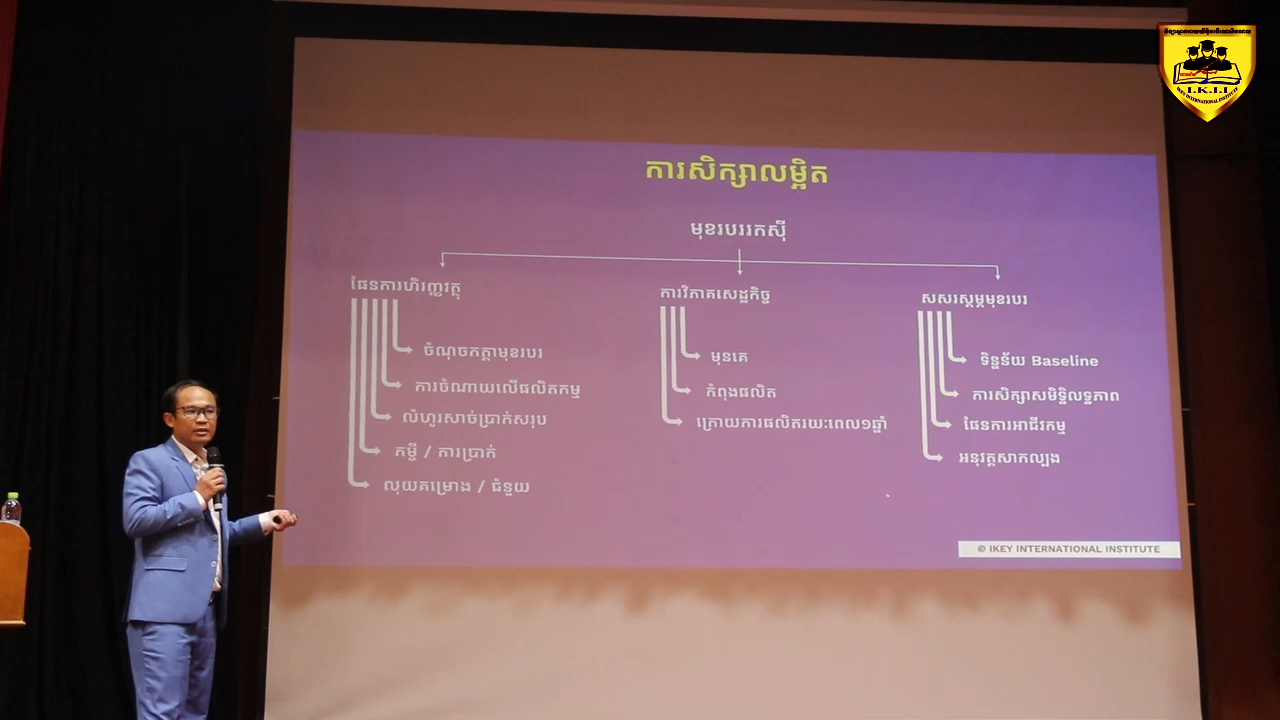 ការសិក្សាលម្អិត
មុខរបររកស៊ី
ផែនការហិរញ្ញវត្ថុ
ចំណុចកត្តាមុខរបរ
ការចំណាយលើផលិតកម្ម
លំហូរសាច់ប្រាក់សរុប
កម្ចី / ការប្រាក់
លុយគម្រោង / ជំនួយ
ការវិភាគសេដ្ឋកិច្ច
មុនគេ
កំពុងផលិត
ក្រោយការផលិតរយៈពេល១ឆ្នាំ
សសរស្តម្ភមុខរបរ
ទិន្នន័យ Baseline
ការសិក្សាសមិទ្ធិលទ្ធភាព
ផែនការអាជីវកម្ម
អនុវត្តសាកល្បង
© IKEY INTERNATIONAL INSTITUTE
I.K.I.I
IKEY INTERNATIONAL INSTITUTE